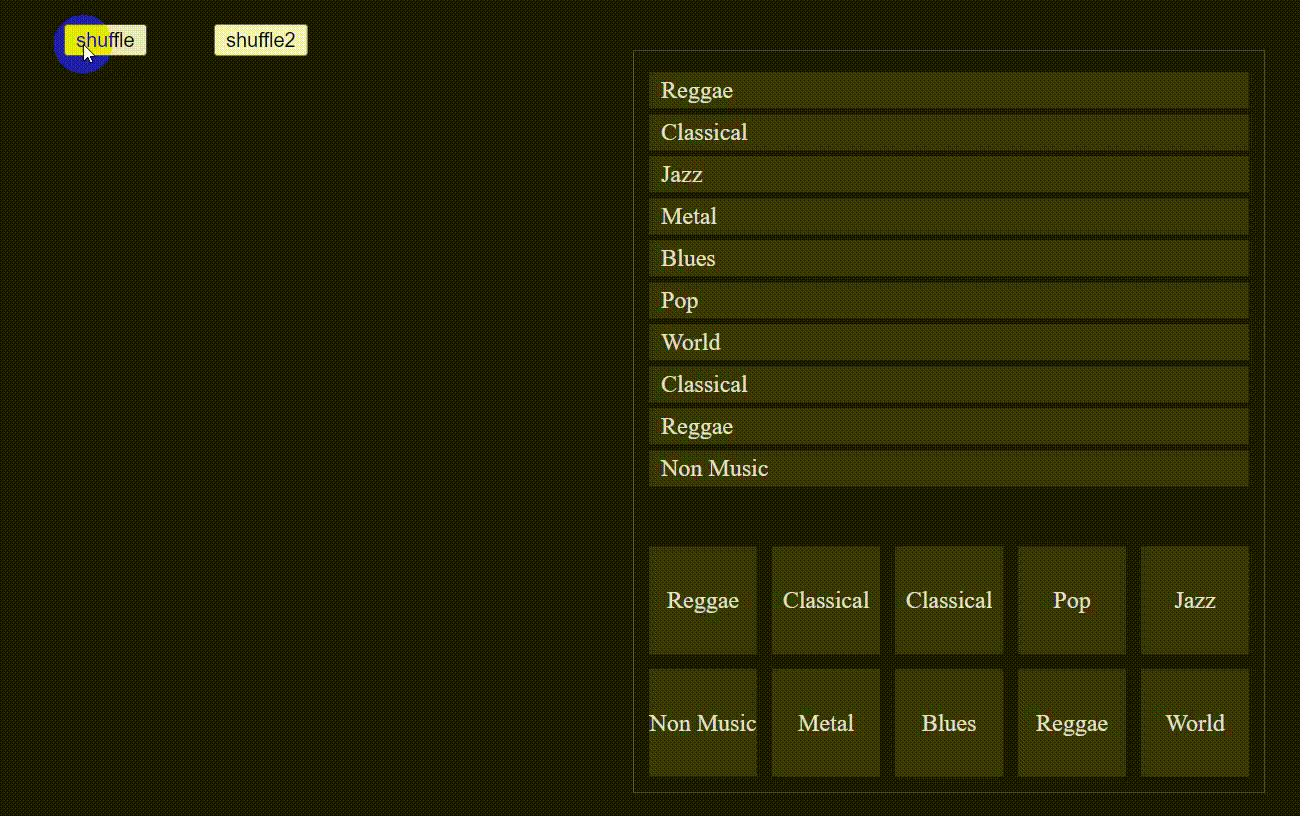 shuffle shuffle2
Reggae
Classical
Jazz
Metal
Blues
Pop
World
Classical
Reggae
Non Music
Reggae Classical Classical Pop Jazz
Non Music Metal Blues Reggae World